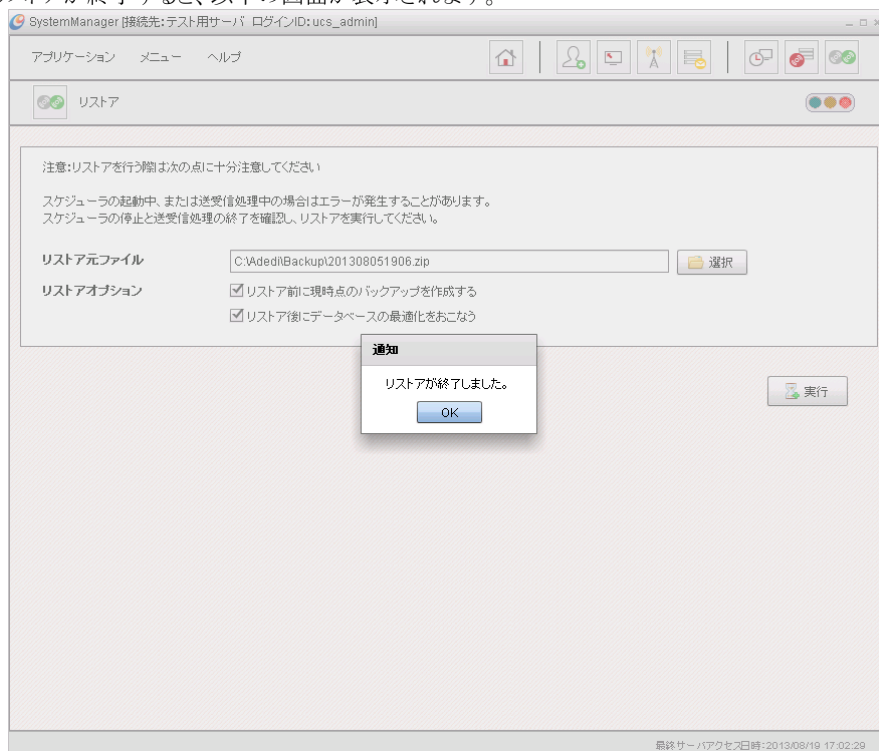 ストアが終了すると、以下の画面が表示されます。
SystemManager [接続先:テスト用サーバ ログインID: ucs_admin]
アプリケーション メニュー ヘルプ
リストア
注意:リストアを行う際は次の点に十分注意してください
スケジューラの起動中、または送受信処理中の場合はエラーが発生することがあります。
スケジューラの停止と送受信処理の終了を確認し、リストアを実行してください。
リストア元ファイル C:\Adedi\Backup\201308051906.zip 選択
リストアオプション リストア前に現時点のバックアップを作成する
リストア後にデータベースの最適化をおこなう
通知
リストアが終了しました。
OK
実行
最終サーバアクセス日時:2013/08/19 17:02:29